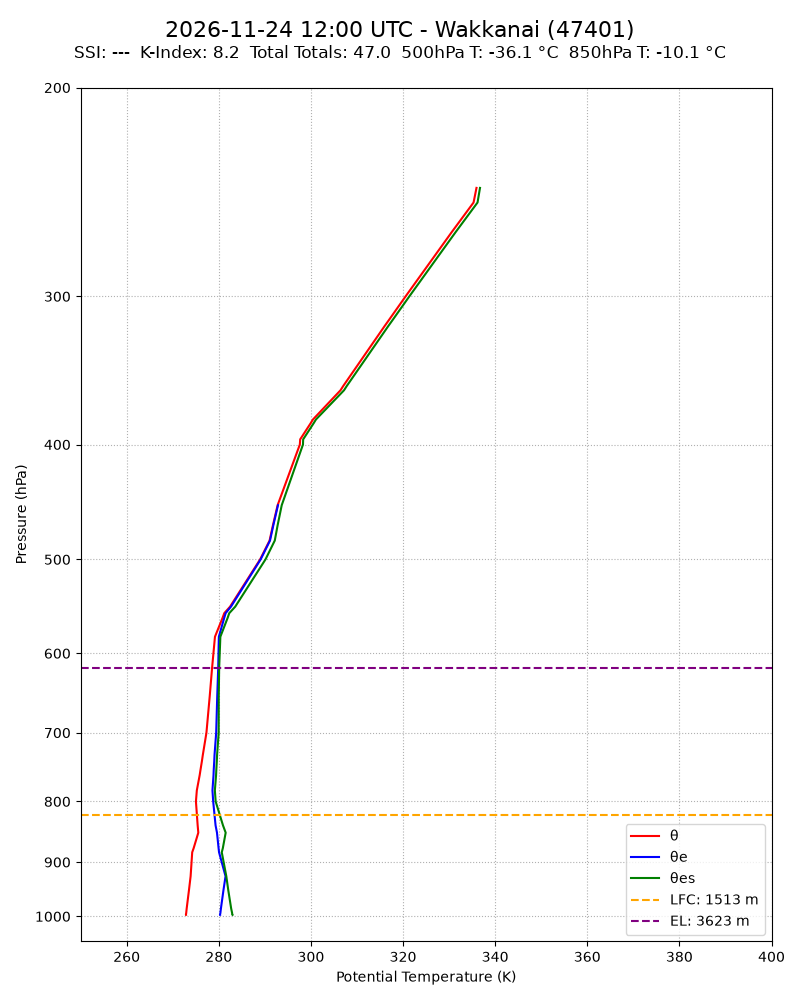 2026-11-24 12:00 UTC - Wakkanai (47401)
SSI: --- K-Index: 8.2 Total Totals: 47.0 500hPa T: -36.1 °C 850hPa T: -10.1 °C
200
300
400
500
600
700
800
900
1000
Pressure (hPa)
θ
θe
θes
LFC: 1513 m
EL: 3623 m
260 280 300 320 340 360 380 400
Potential Temperature (K)